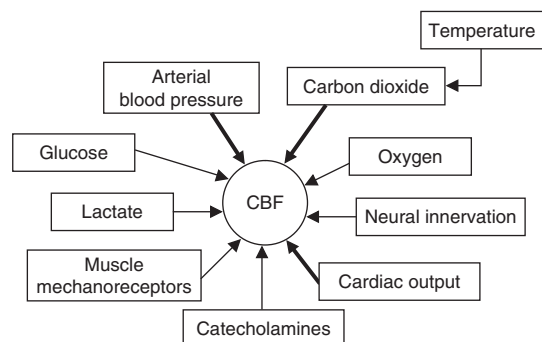 Temperature
Arterial
blood pressure
Carbon dioxide
Glucose
Oxygen
CBF
Lactate
Neural innervation
Muscle
mechanoreceptors
Cardiac output
Catecholamines